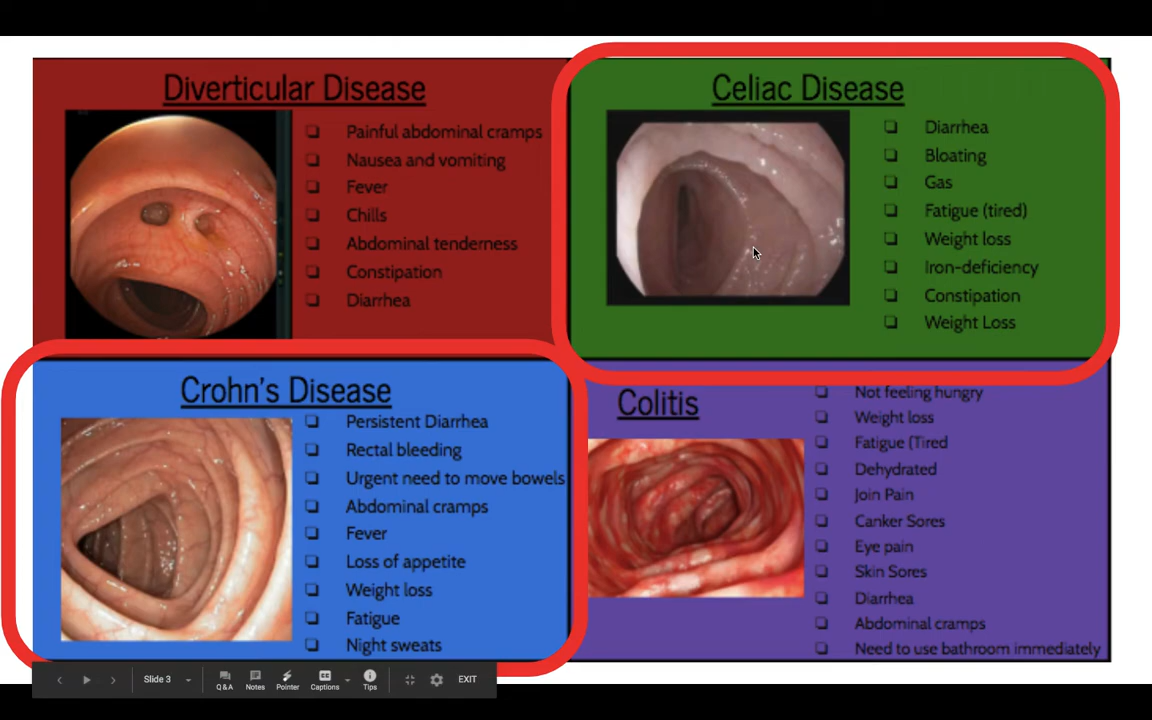 Diverticular Disease
Painful abdominal cramps
Nausea and vomiting
Fever
Chills
Abdominal tenderness
Constipation
Diarrhea
Celiac Disease
Diarrhea
Bloating
Gas
Fatigue (tired)
Weight loss
Iron-deficiency
Constipation
Weight Loss
Crohn's Disease
Persistent Diarrhea
Rectal bleeding
Urgent need to move bowels
Abdominal cramps
Fever
Loss of appetite
Weight loss
Fatigue
Night sweats
Colitis
Not feeling hungry
Weight loss
Fatigue (Tired
Dehydrated
Join Pain
Canker Sores
Eye pain
Skin Sores
Diarrhea
Abdominal cramps
Need to use bathroom immediately
Slide 3
Q&A
Notes
Pointer
CC
Captions
Tips
EXIT